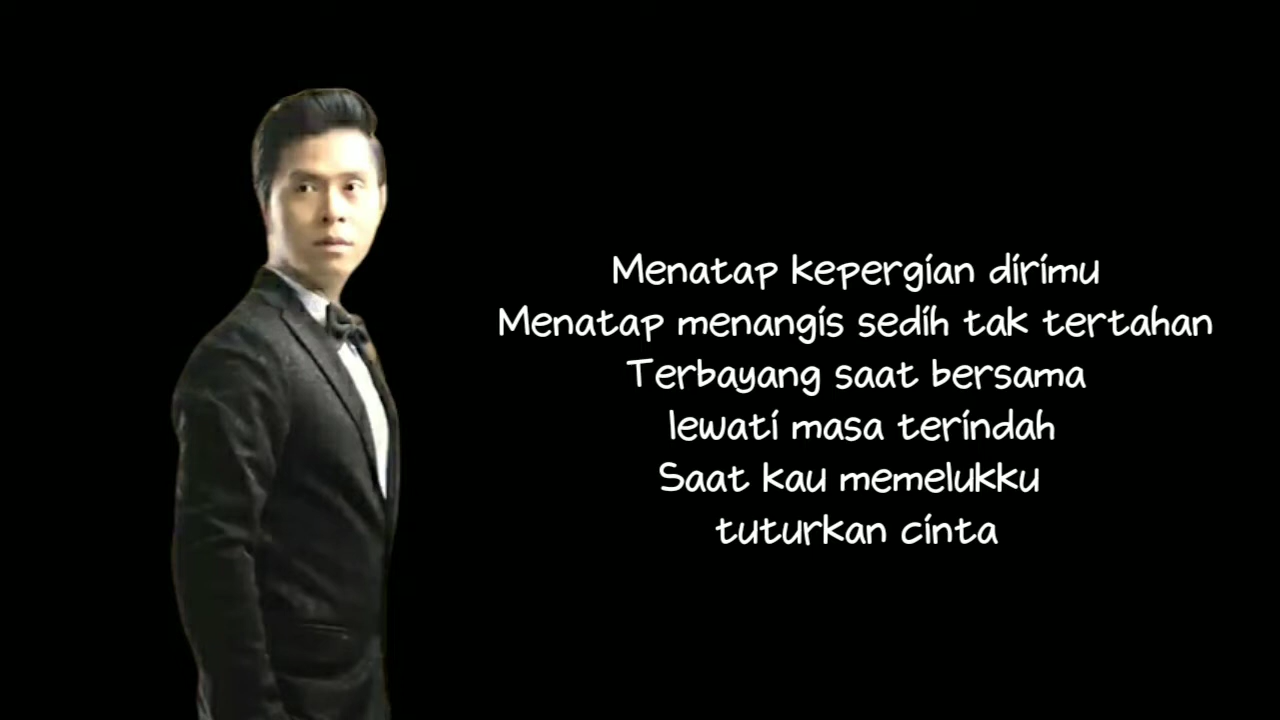 Menatap kepergian dirimu
Menatap menangis sedih tak tertahan
Terbayang saat bersama
lewati masa terindah
Saat kau memelukku
tuturkan cinta